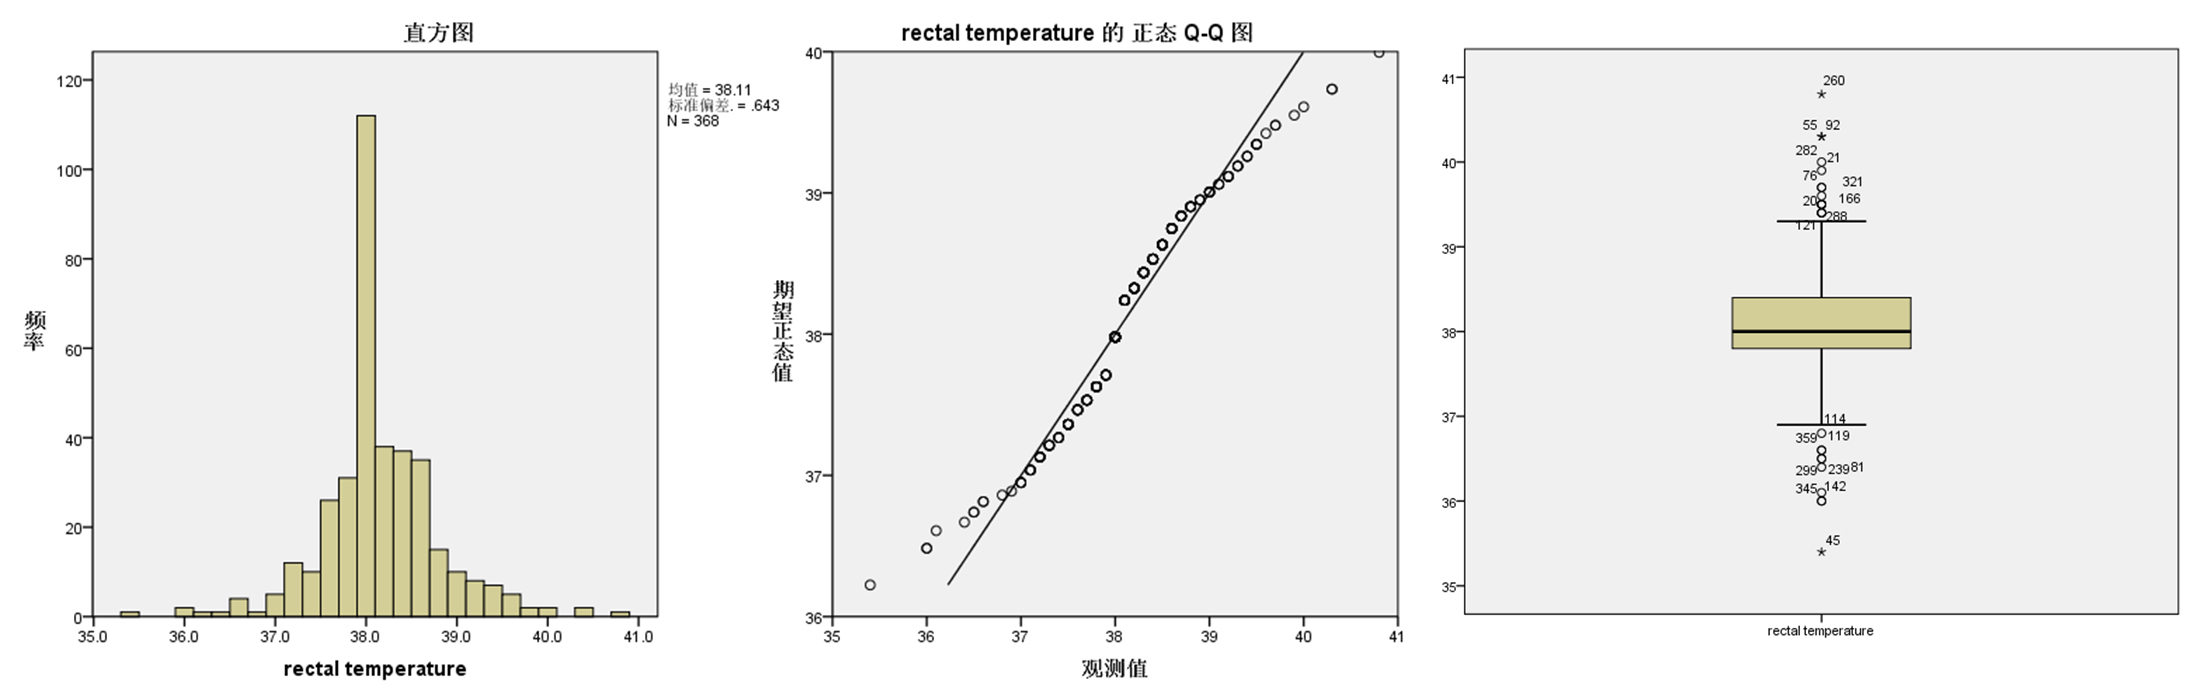 直方图
120
100
80
60
40
20
0
频率
35.0 36.0 37.0 38.0 39.0 40.0 41.0
rectal temperature
均值 = 38.11
标准偏差. = .643
N = 368
rectal temperature 的 正态 Q-Q 图
40
39
38
37
36
期望正态值
35 36 37 38 39 40 41
观测值
41
40
39
38
37
36
35
260
55 92
282 21
76 321
20 166
288
121
114
359 119
299 239 81
345 142
45
rectal temperature